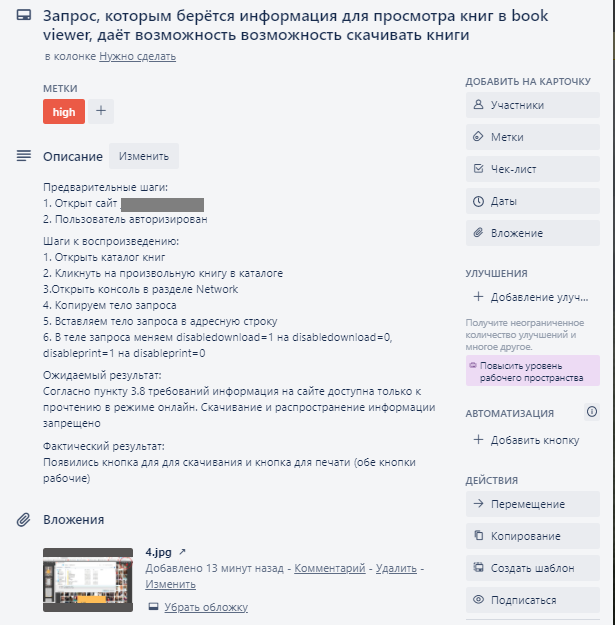 Запрос, которым берётся информация для просмотра книг в book
viewer, даёт возможность возможность скачивать книги
в колонке Нужно сделать
МЕТКИ
high +
Описание Изменить
Предварительные шаги:
1. Открыт сайт
2. Пользователь авторизирован
Шаги к воспроизведению:
1. Открыть каталог книг
2. Кликнуть на произвольную книгу в каталоге
3.Открыть консоль в разделе Network
4. Копируем тело запроса
5. Вставляем тело запроса в адресную строку
6. В теле запроса меняем disabledownload=1 на disabledownload=0,
disableprint=1 на disableprint=0
Ожидаемый результат:
Согласно пункту 3.8 требований информация на сайте доступна только к
прочтению в режиме онлайн. Скачивание и распространение информации
запрещено
Фактический результат:
Появились кнопка для для скачивания и кнопка для печати (обе кнопки
рабочие)
Вложения
4.jpg ↗
Добавлено 13 минут назад - Комментарий - Удалить -
Изменить
Убрать обложку
ДОБАВИТЬ НА КАРТОЧКУ
Участники
Метки
Чек-лист
Даты
Вложение
УЛУЧШЕНИЯ
+ Добавление улуч...
Получите неограниченное
количество улучшений и
многое другое.
Повысить уровень
рабочего пространства
АВТОМАТИЗАЦИЯ
+ Добавить кнопку
ДЕЙСТВИЯ
Перемещение
Копирование
Создать шаблон
Подписаться